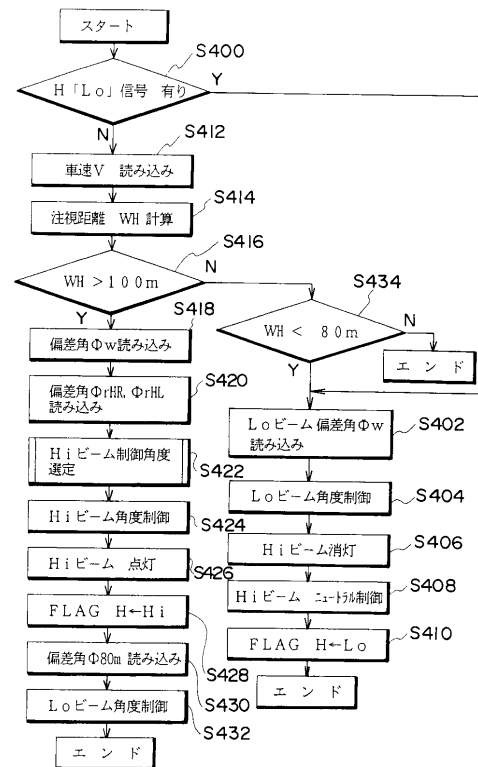 スタート
S400
H「Lo」信号 有り
Y
N
S412
車速V 読み込み
S414
注視距離 WH 計算
S416
WH>100m
N
Y
S418
偏差角Φw読み込み
S420
偏差角ΦrHR, ΦrHL
読み込み
Hiビーム制御角度
選定
S422
Hiビーム角度制御
S424
Hiビーム 点灯
S426
FLAG H←Hi
S428
偏差角Φ80m 読み込み
S430
Loビーム角度制御
S432
エンド
S434
WH< 80m
N
Y
エンド
Loビーム偏差角Φw
読み込み
S402
Loビーム角度制御
S404
Hiビーム消灯
S406
Hiビーム ニュートラル制御
S408
FLAG H←Lo
S410
エンド